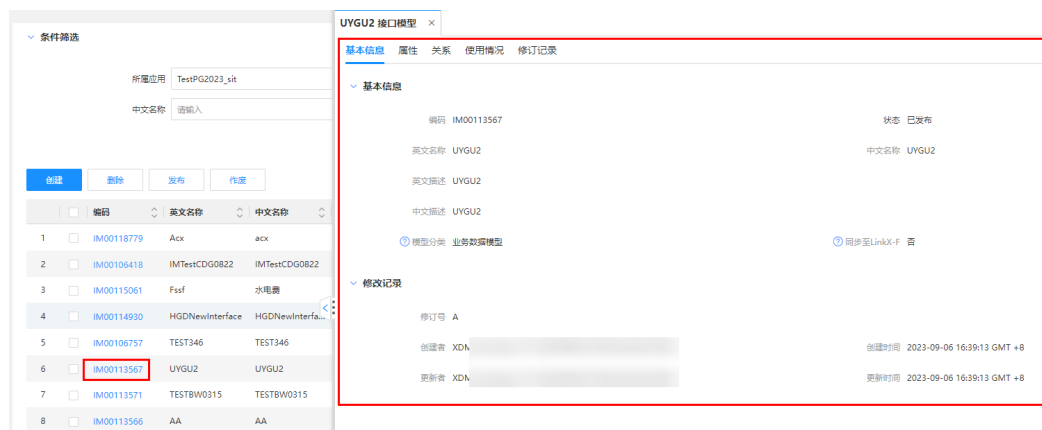 条件筛选
所属应用 TestPG2023_sit
中文名称 请输入
创建 删除 发布 作废
编码 英文名称 中文名称
1 IM00118779 Acx acx
2 IM00106418 IMTestCDG0822 IMTestCDG0822
3 IM00115061 Fssf 水电费
4 IM00114930 HGDNewInterface HGDNewInterfa...
5 IM00106757 TEST346 TEST346
6 IM00113567 UYGU2 UYGU2
7 IM00113571 TESTBW0315 TESTBW0315
8 IM00113566 AA AA
UYGU2 接口模型 ×
基本信息 属性 关系 使用情况 修订记录
基本信息
编码 IM00113567 状态 已发布
英文名称 UYGU2 中文名称 UYGU2
英文描述 UYGU2
中文描述 UYGU2
模型分类 业务数据模型 同步至LinkX-F 否
修改记录
修订号 A
创建者 XDM 创建时间 2023-09-06 16:39:13 GMT +8
更新者 XDM 更新时间 2023-09-06 16:39:13 GMT +8